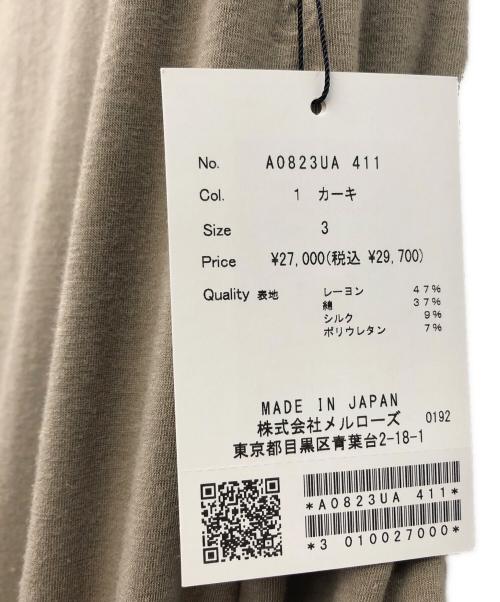 No. A0823UA 411
Col. 1 カーキ
Size 3
Price ¥27,000(税込 ¥29,700)
Quality 表地 レーヨン 47%
綿 37%
シルク 9%
ポリウレタン 7%
MADE IN JAPAN
株式会社メルローズ 0192
東京都目黒区青葉台2-18-1
*A0823UA 411*
*3 010027000*